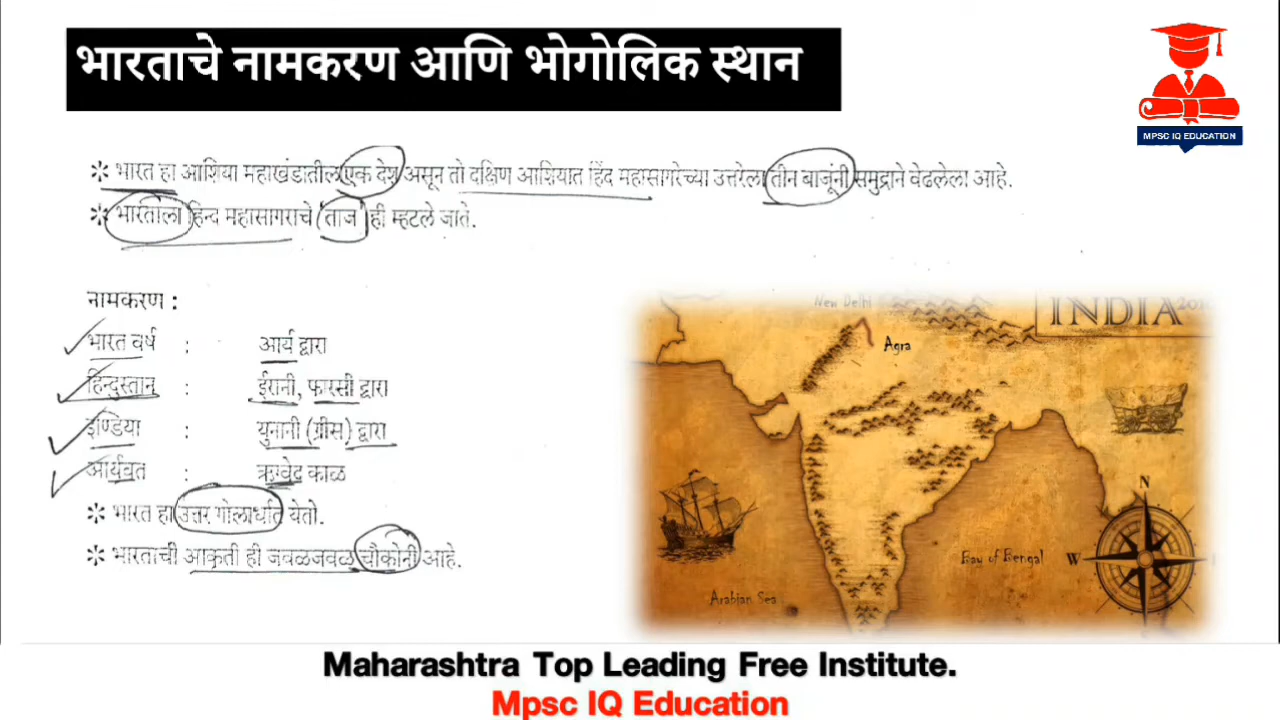 भारताचे नामकरण आणि भोगोलिक स्थान
MPSC IQ EDUCATION
* भारत हा आशिया महाखंडातील एक देश असून तो दक्षिण आशियात हिंद महासागरेच्या उत्तरेला तीन बाजूंनी समुद्राने वेढलेला आहे.
* भारताला हिन्द महासागराचे 'ताज' ही म्हटले जाते.
नामकरण :
भारत वर्ष : आर्य द्वारा
हिन्दुस्तान : ईरानी, फारसी द्वारा
इण्डिया : युनानी (ग्रीस) द्वारा
आर्यवत : ऋग्वेद काळ
* भारत हा उत्तर गोलार्धात येतो.
* भारताची आकृती ही जवळजवळ चौकोनी आहे.
New Delhi
INDIA
Agra
N
W
Bay of Bengal
Arabian Sea
Maharashtra Top Leading Free Institute.
Mpsc IQ Education